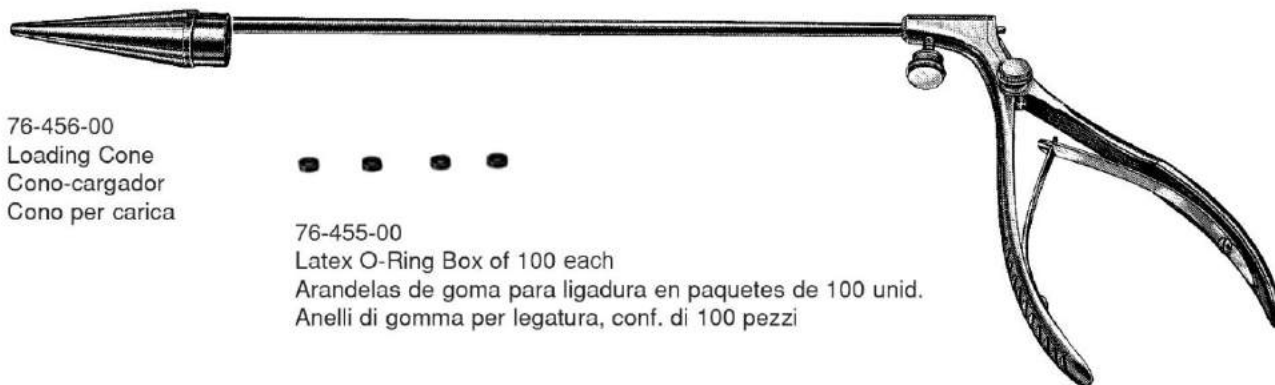 76-456-00
Loading Cone
Cono-cargador
Cono per carica
76-455-00
Latex O-Ring Box of 100 each
Arandelas de goma para ligadura en paquetes de 100 unid.
Anelli di gomma per legatura, conf. di 100 pezzi